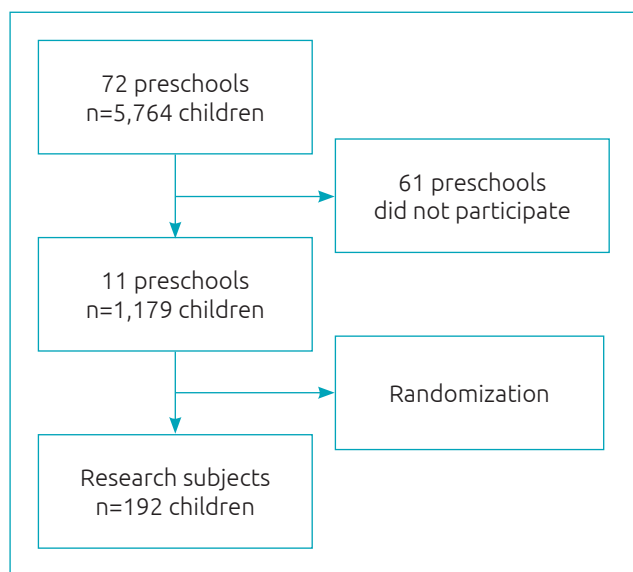 72 preschools
n=5,764 children
61 preschools
did not participate
11 preschools
n=1,179 children
Randomization
Research subjects
n=192 children